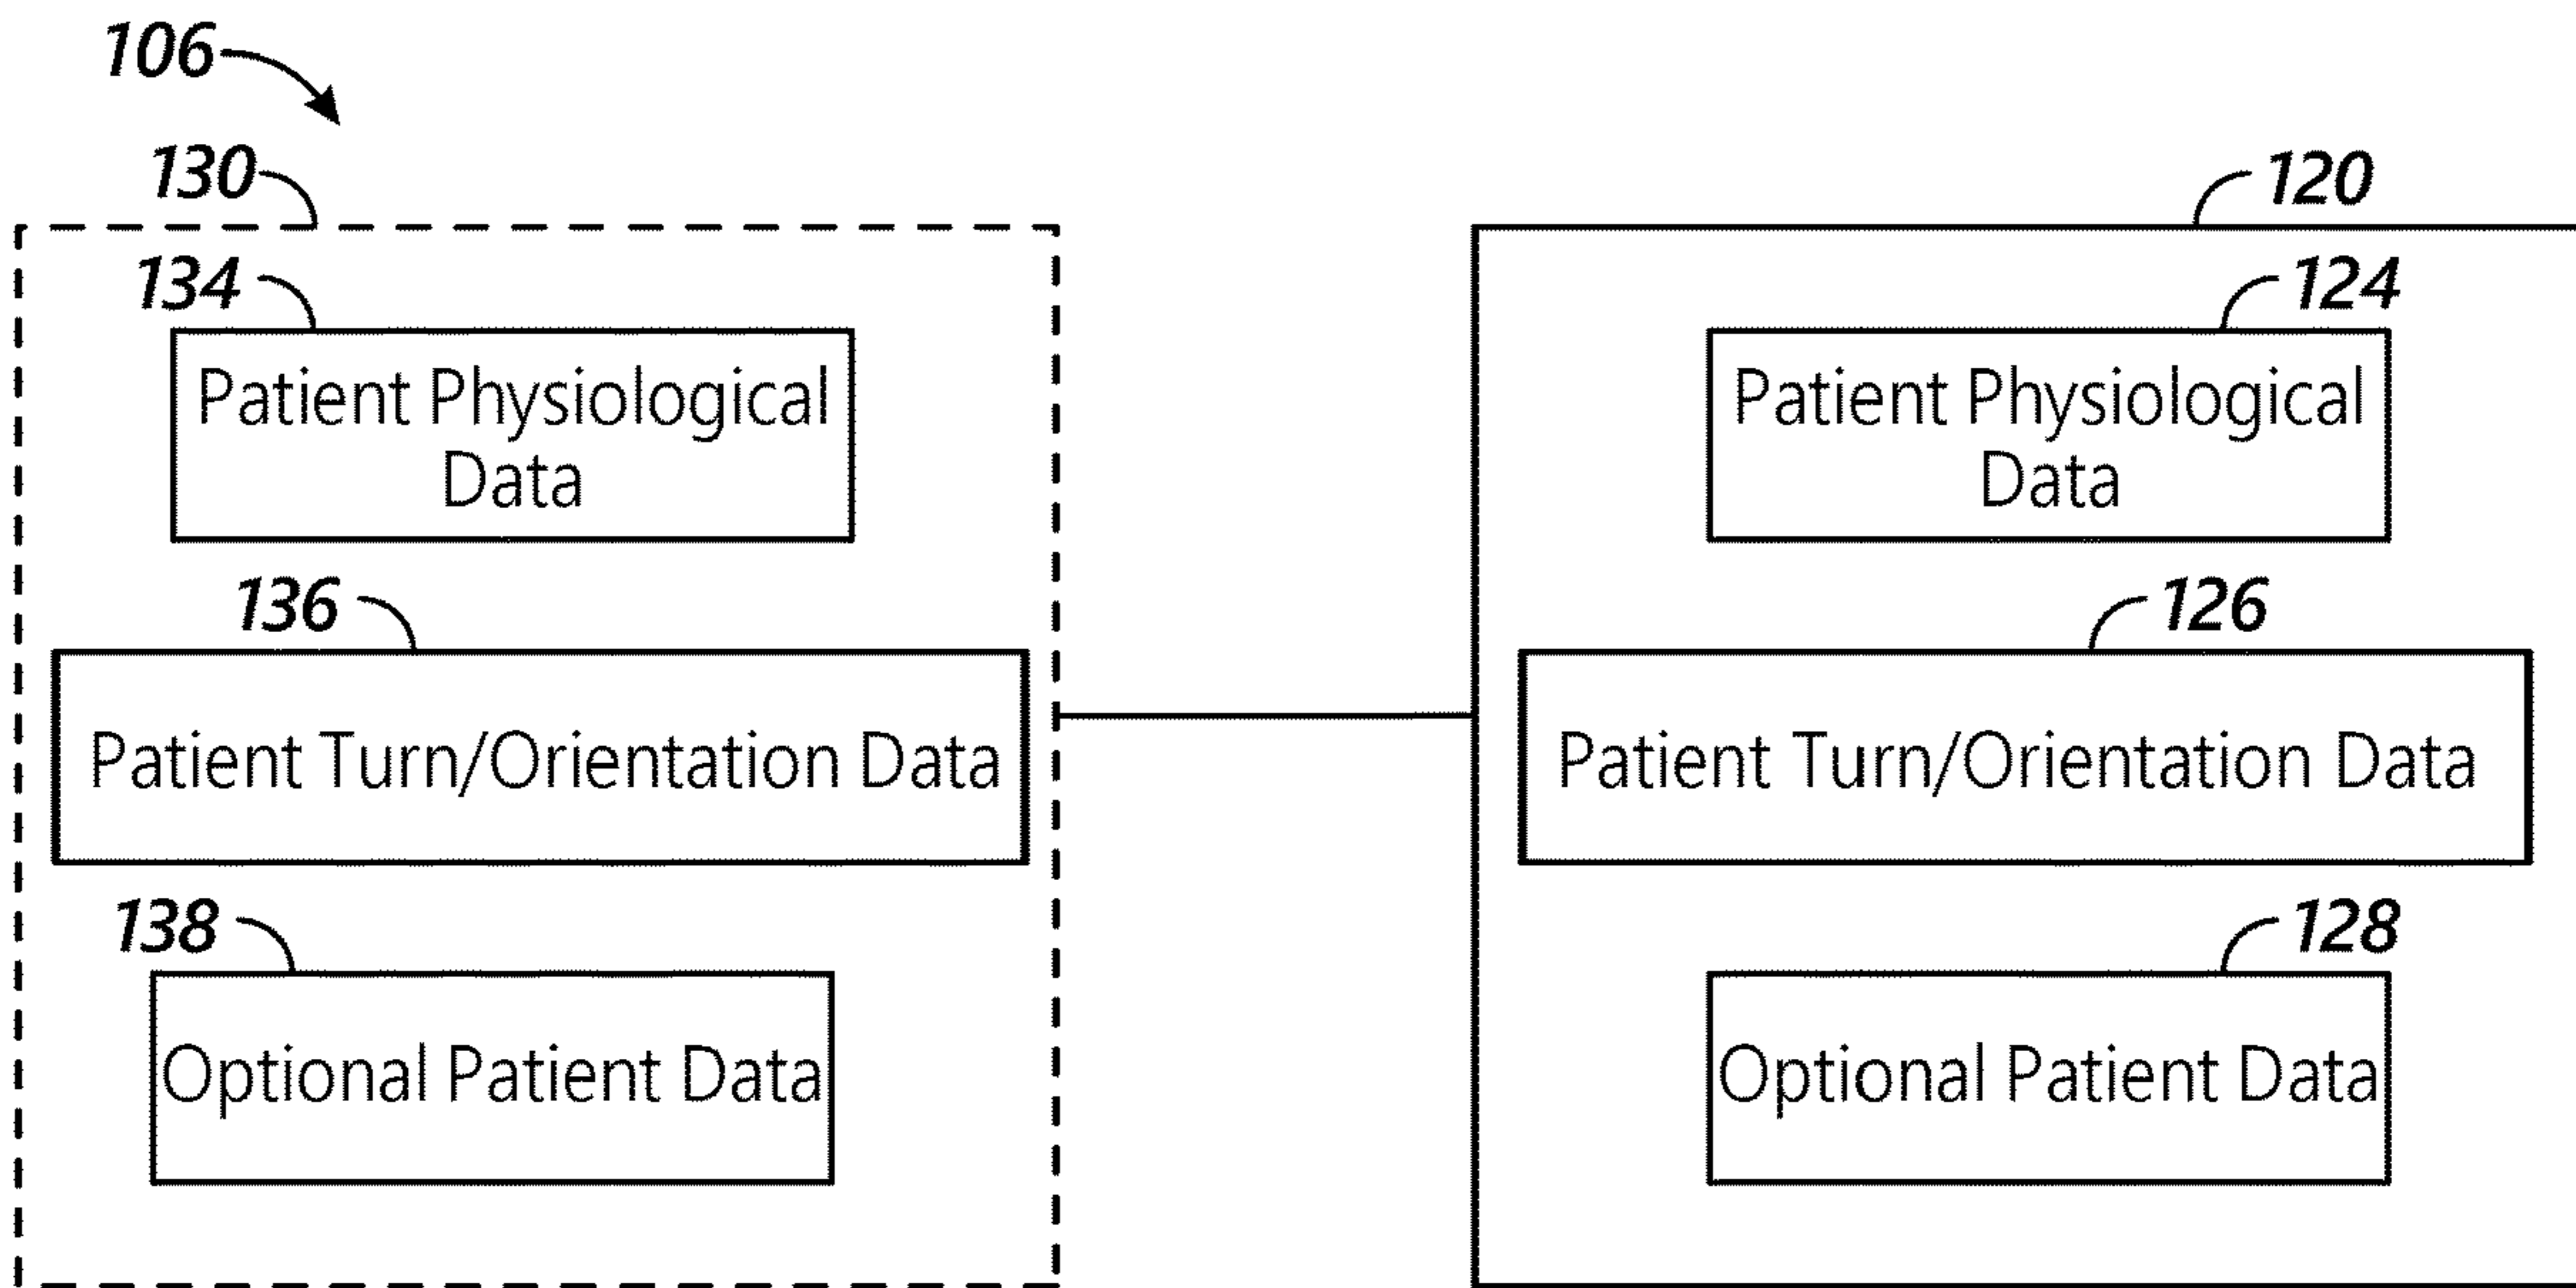 106
130
120
134
124
Patient Physiological
Data
Patient Physiological
Data
136
126
Patient Turn/Orientation Data
Patient Turn/Orientation Data
138
128
Optional Patient Data
Optional Patient Data